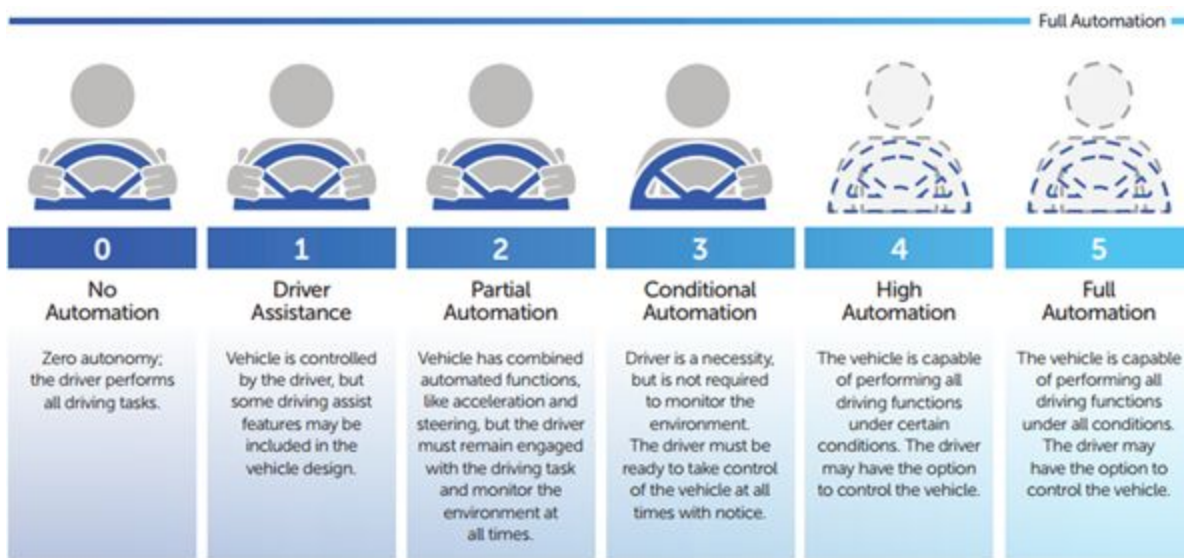 Full Automation
0
No
Automation
Zero autonomy;
the driver performs
all driving tasks.
1
Driver
Assistance
Vehicle is controlled
by the driver, but
some driving assist
features may be
included in the
vehicle design.
2
Partial
Automation
Vehicle has combined
automated functions,
like acceleration and
steering, but the driver
must remain engaged
with the driving task
and monitor the
environment at
all times.
3
Conditional
Automation
Driver is a necessity,
but is not required
to monitor the
environment.
The driver must be
ready to take control
of the vehicle at all
times with notice.
4
High
Automation
The vehicle is capable
of performing all
driving functions
under certain
conditions. The driver
may have the option
to control the vehicle.
5
Full
Automation
The vehicle is capable
of performing all
driving functions
under all conditions.
The driver may
have the option to
control the vehicle.